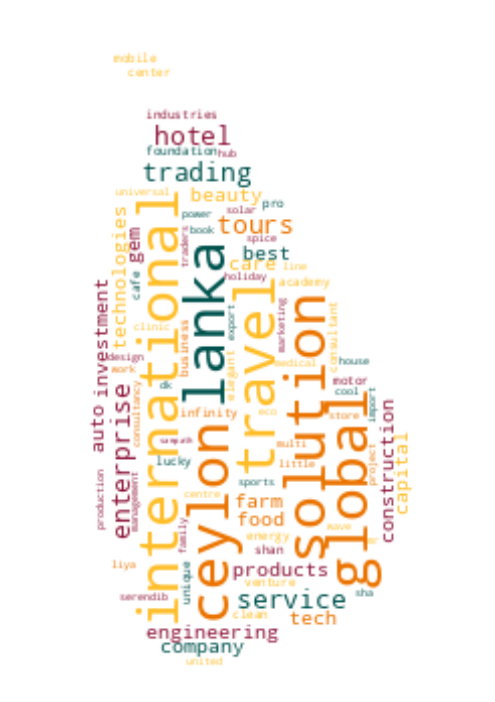 mobile
center
industries
hotel
foundation
hub
trading
universal
beauty
pro
power
solar
tours
book
spice
traders
gem
technologies
international
lanka
best
care
line
holiday
academy
cafe
travel
investment
solution
export
marketing
consultant
clinic
business
design
work
elegant
medical
house
motor
cool
dk
enterprise
consultancy
auto
infinity
eco
store
import
global
ceylon
construction
capital
sampath
multi
lucky
little
project
sports
production
management
centre
farm
food
wave
family
energy
er
shan
liya
unique
products
venture
serendib
service
sha
clean
tech
engineering
company
united